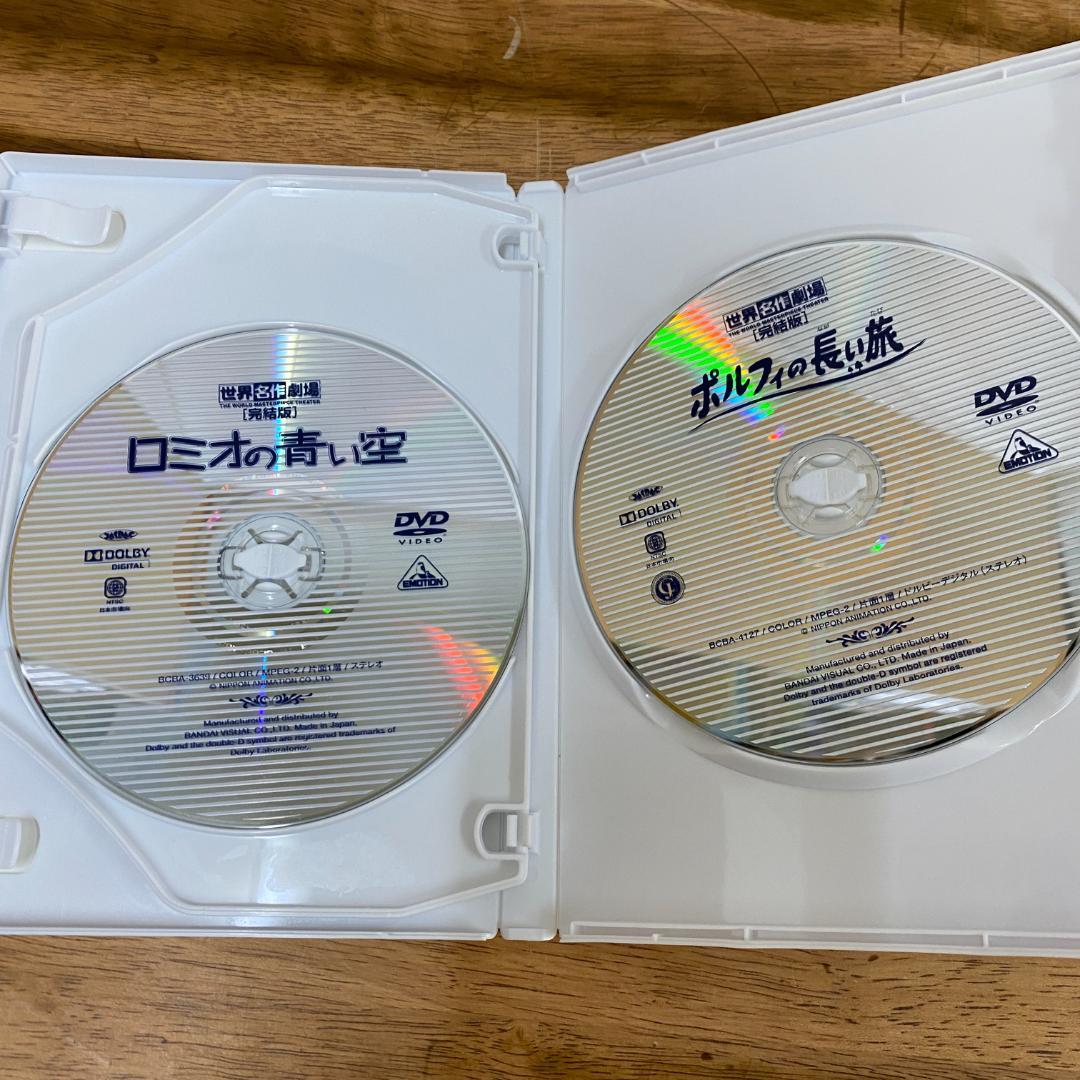 世界名作劇場
THE WORLD MASTERPIECE THEATER
[完結版]
ロミオの青い空
DVD
VIDEO
DOLBY
DIGITAL
NTSC
日本市場向
EMOTION
BCBA-3639 / COLOR / MPEG-2 / 片面1層 / ステレオ
© NIPPON ANIMATION CO., LTD.
Manufactured and distributed by
BANDAI VISUAL CO., LTD. Made in Japan.
Dolby and the double-D symbol are registered trademarks of
Dolby Laboratories.
世界名作劇場
THE WORLD MASTERPIECE THEATER
[完結版]
なが たび
ポルフィの長い旅
DVD
VIDEO
EMOTION
DOLBY
DIGITAL
NTSC
日本市場向
BCBA-4127 / COLOR / MPEG-2 / 片面1層 / ドルビーデジタル(ステレオ)
© NIPPON ANIMATION CO., LTD.
Manufactured and distributed by
BANDAI VISUAL CO., LTD. Made in Japan.
Dolby and the double-D symbol are registered
trademarks of Dolby Laboratories.